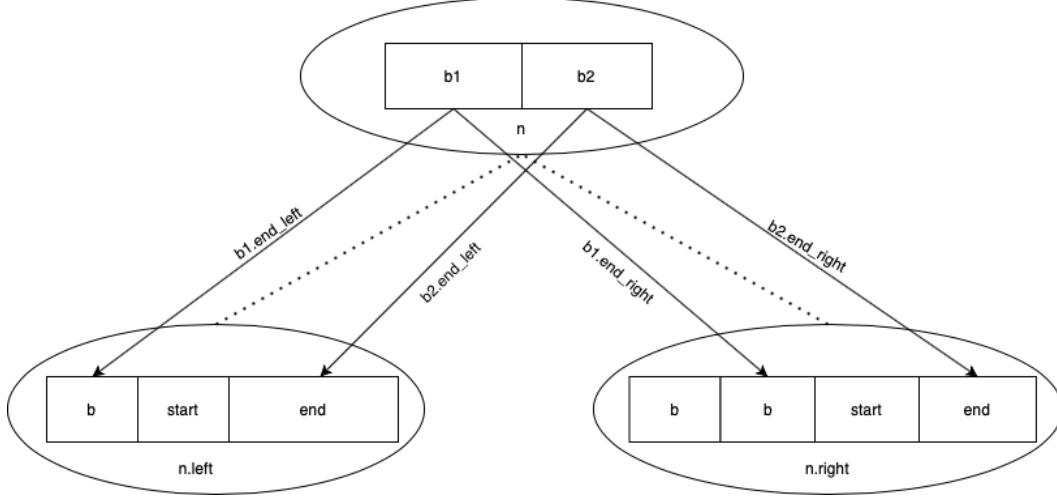 b1
b2
n
b1.end_left
b2.end_left
b1.end_right
b2.end_right
b
start
end
n.left
b
b
start
end
n.right